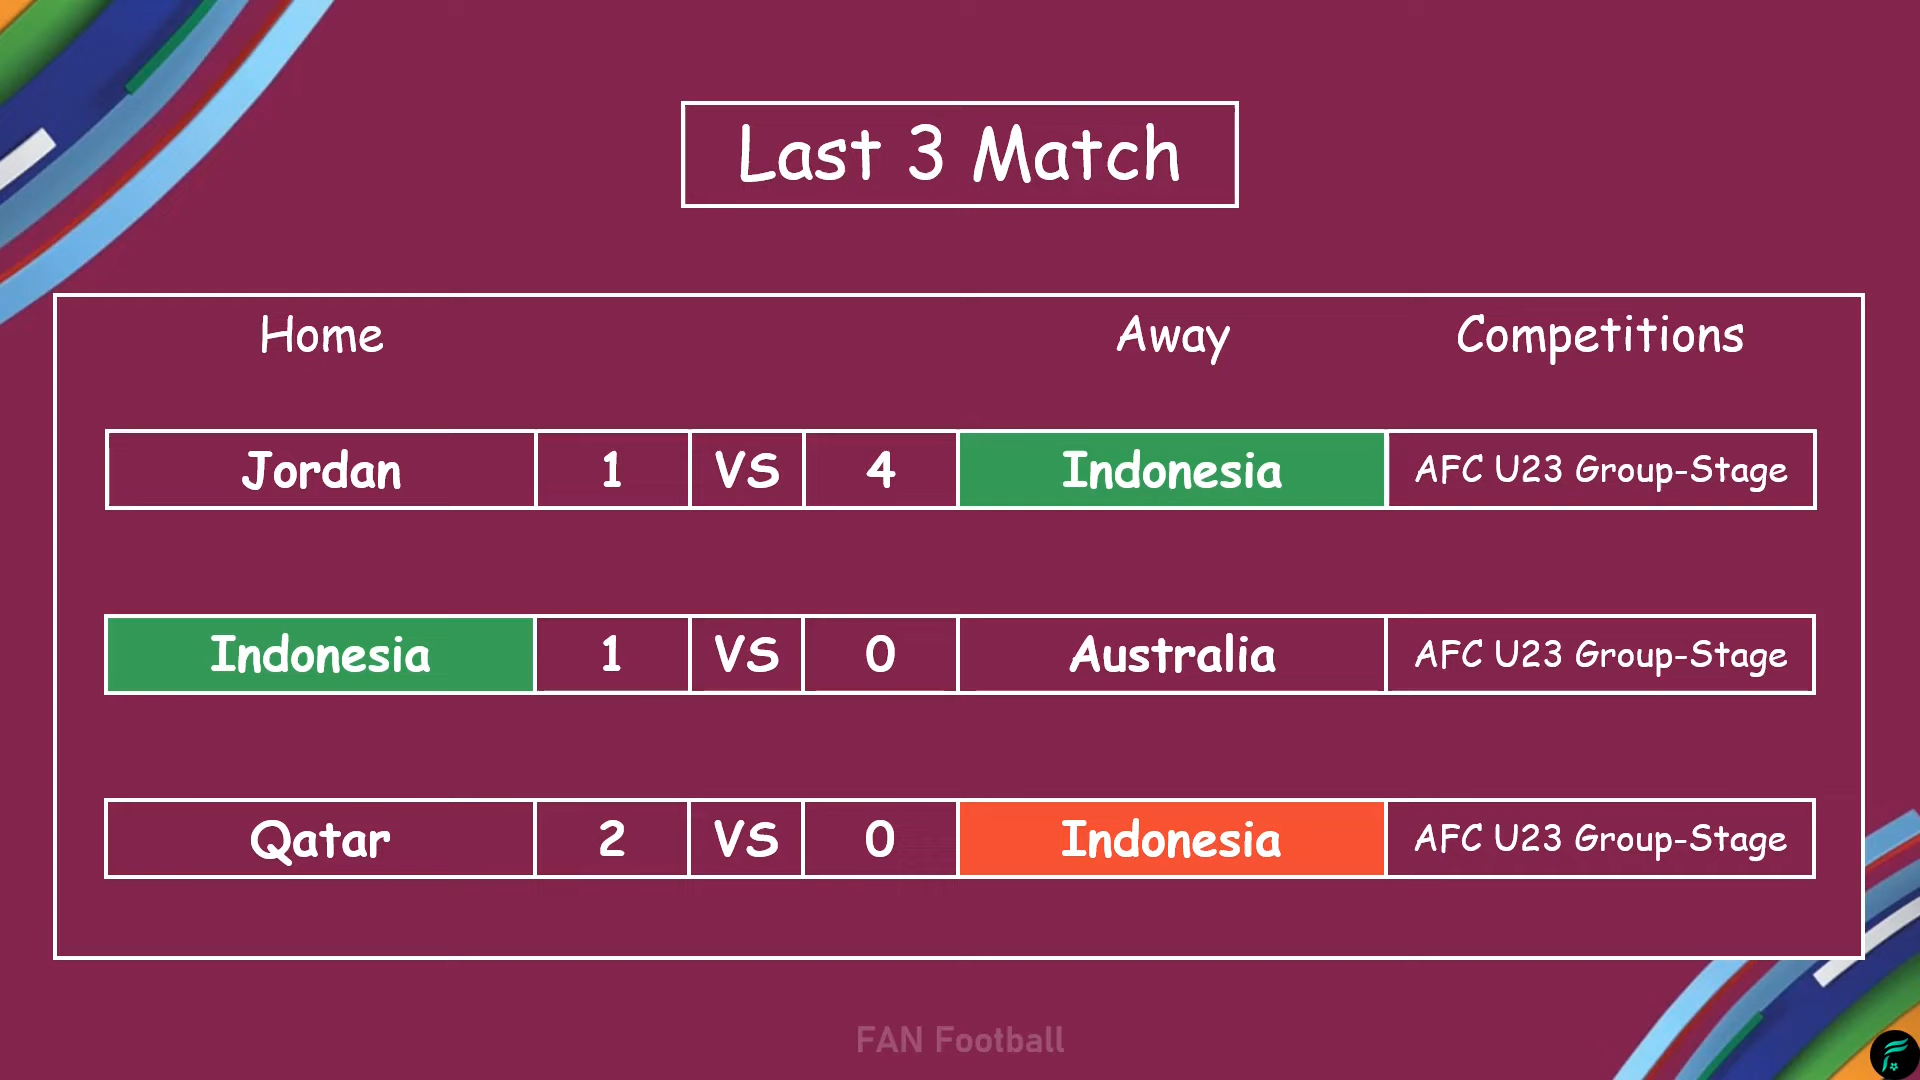 Last 3 Match
Home Away Competitions
Jordan 1 VS 4 Indonesia AFC U23 Group-Stage
Indonesia 1 VS 0 Australia AFC U23 Group-Stage
Qatar 2 VS 0 Indonesia AFC U23 Group-Stage
FAN Football